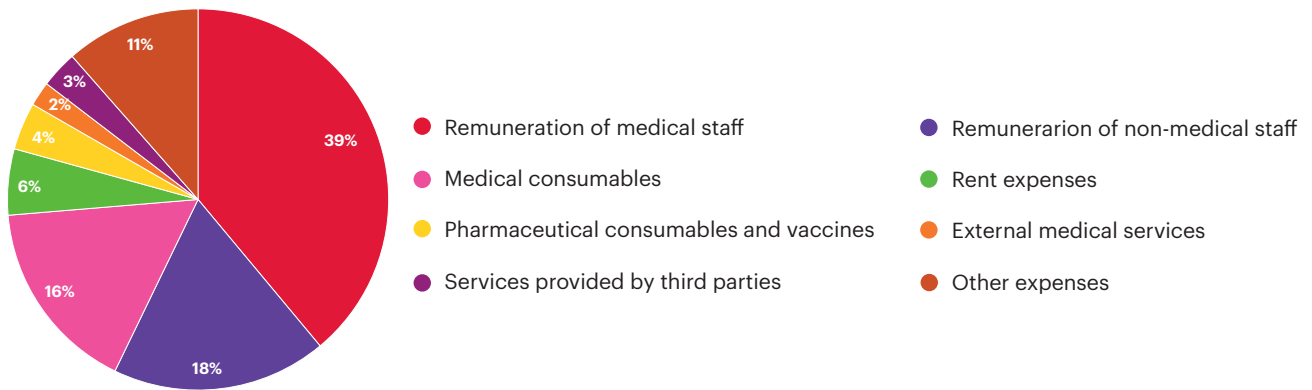 11%
3%
2%
4%
6%
16%
18%
39%
Remuneration of medical staff
Remunerarion of non-medical staff
Medical consumables
Rent expenses
Pharmaceutical consumables and vaccines
External medical services
Services provided by third parties
Other expenses